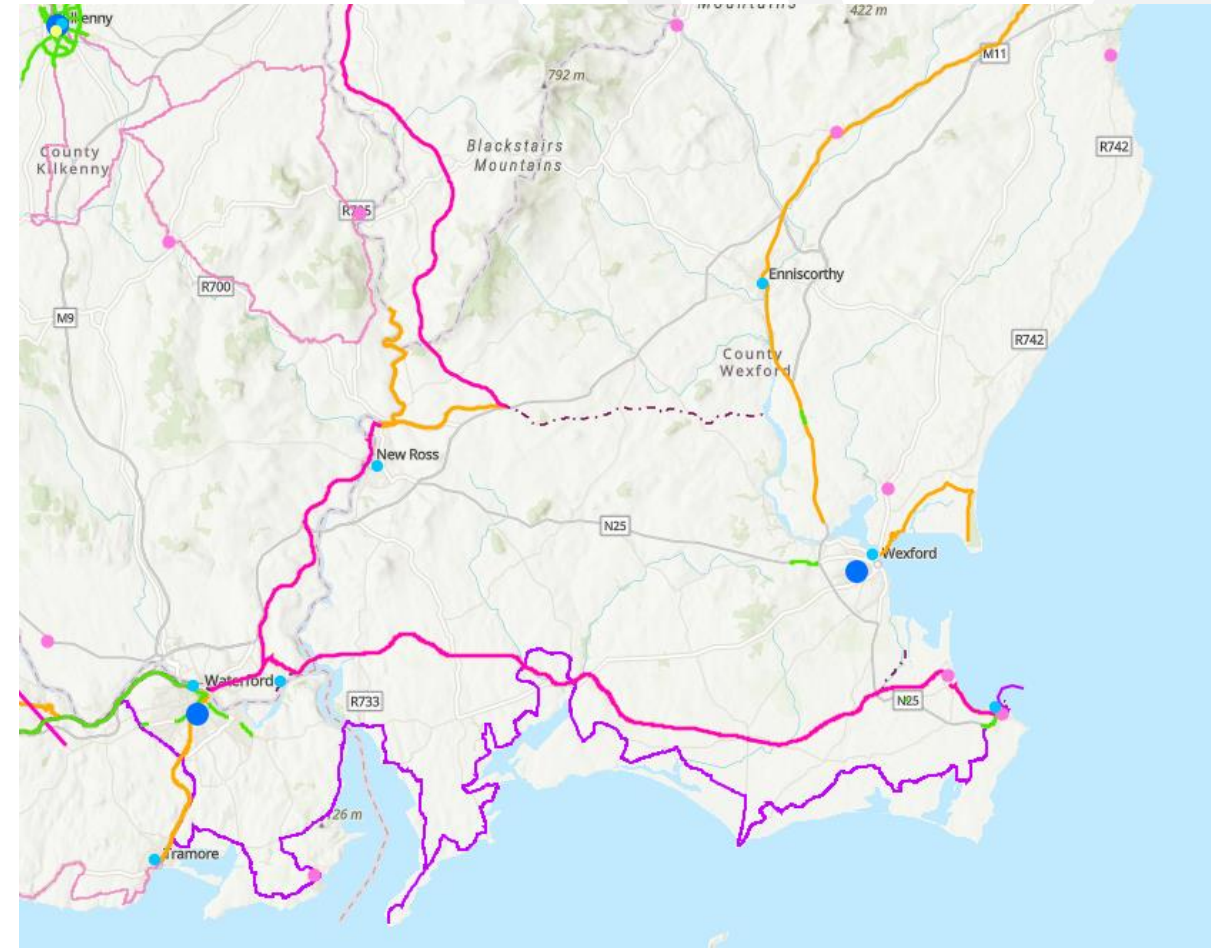 Mountains
422 m
M11
792 m
R742
Blackstairs
Mountains
County
Kilkenny
R700
Enniscorthy
M9
R742
County
Wexford
New Ross
N25
Wexford
Waterford
R733
N25
Tramore